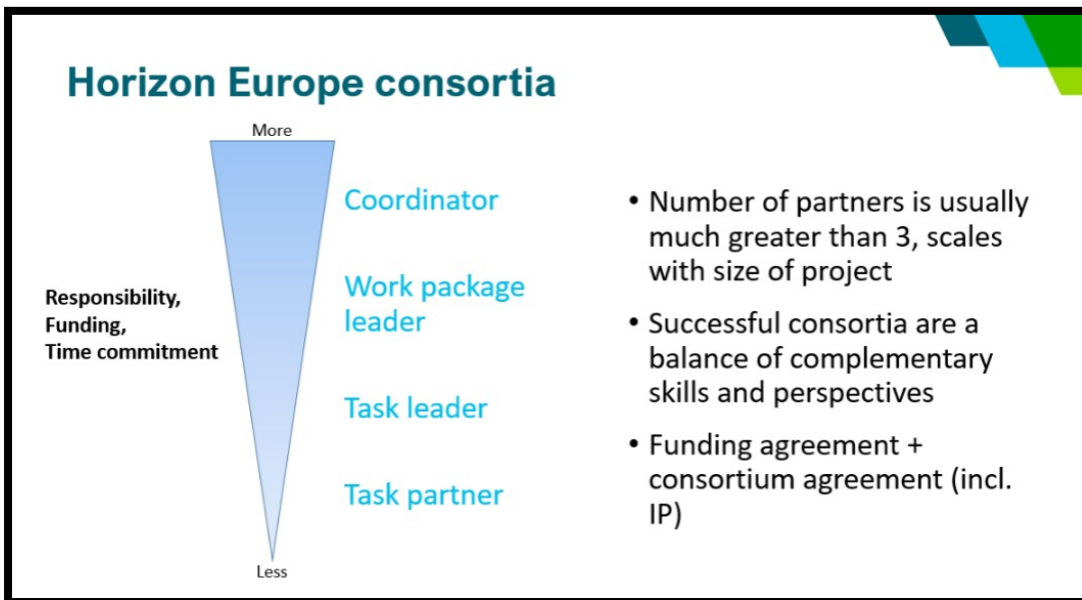 Horizon Europe consortia
More
Responsibility,
Funding,
Time commitment
Coordinator
Work package
leader
Task leader
Task partner
Less
• Number of partners is usually
much greater than 3, scales
with size of project
• Successful consortia are a
balance of complementary
skills and perspectives
• Funding agreement +
consortium agreement (incl.
IP)